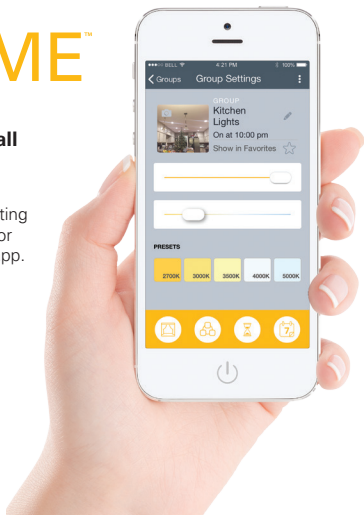 ME™
all
ting
or
pp.
BELL 4:21 PM 100%
Groups Group Settings
GROUP
Kitchen
Lights
On at 10:00 pm
Show in Favorites
PRESETS
2700K 3000K 3500K 4000K 5000K
7